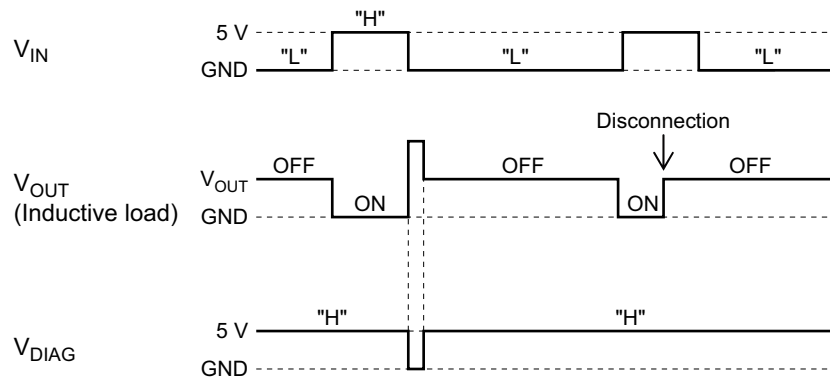 "H"
5 V
V_IN
"L" "L" "L"
GND
Disconnection
OFF OFF OFF
V_OUT
V_OUT
(Inductive load)
ON ON
GND
"H" "H"
5 V
V_DIAG
GND